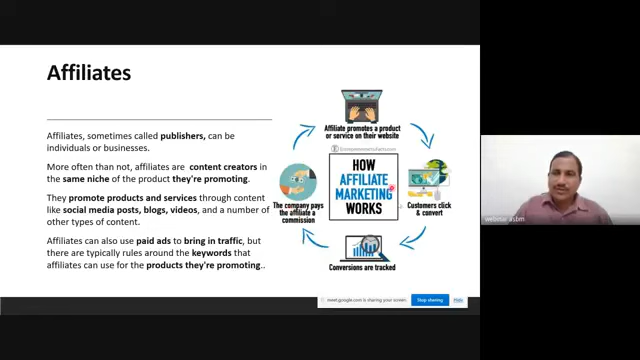 Affiliates
Affiliates, sometimes called publishers, can be
individuals or businesses.
More often than not, affiliates are content creators in
the same niche of the product they're promoting.
They promote products and services through content
like social media posts, blogs, videos, and a number of
other types of content.
Affiliates can also use paid ads to bring in traffic, but
there are typically rules around the keywords that
affiliates can use for the products they're promoting..
Affiliate promotes a product
or service on their website
HOW
AFFILIATE
MARKETING
WORKS
Customers click
& convert
Conversions are tracked
The company pays
the affiliate a
commission
meet.google.com is sharing your screen.
Stop sharing
Hide
webster asbm